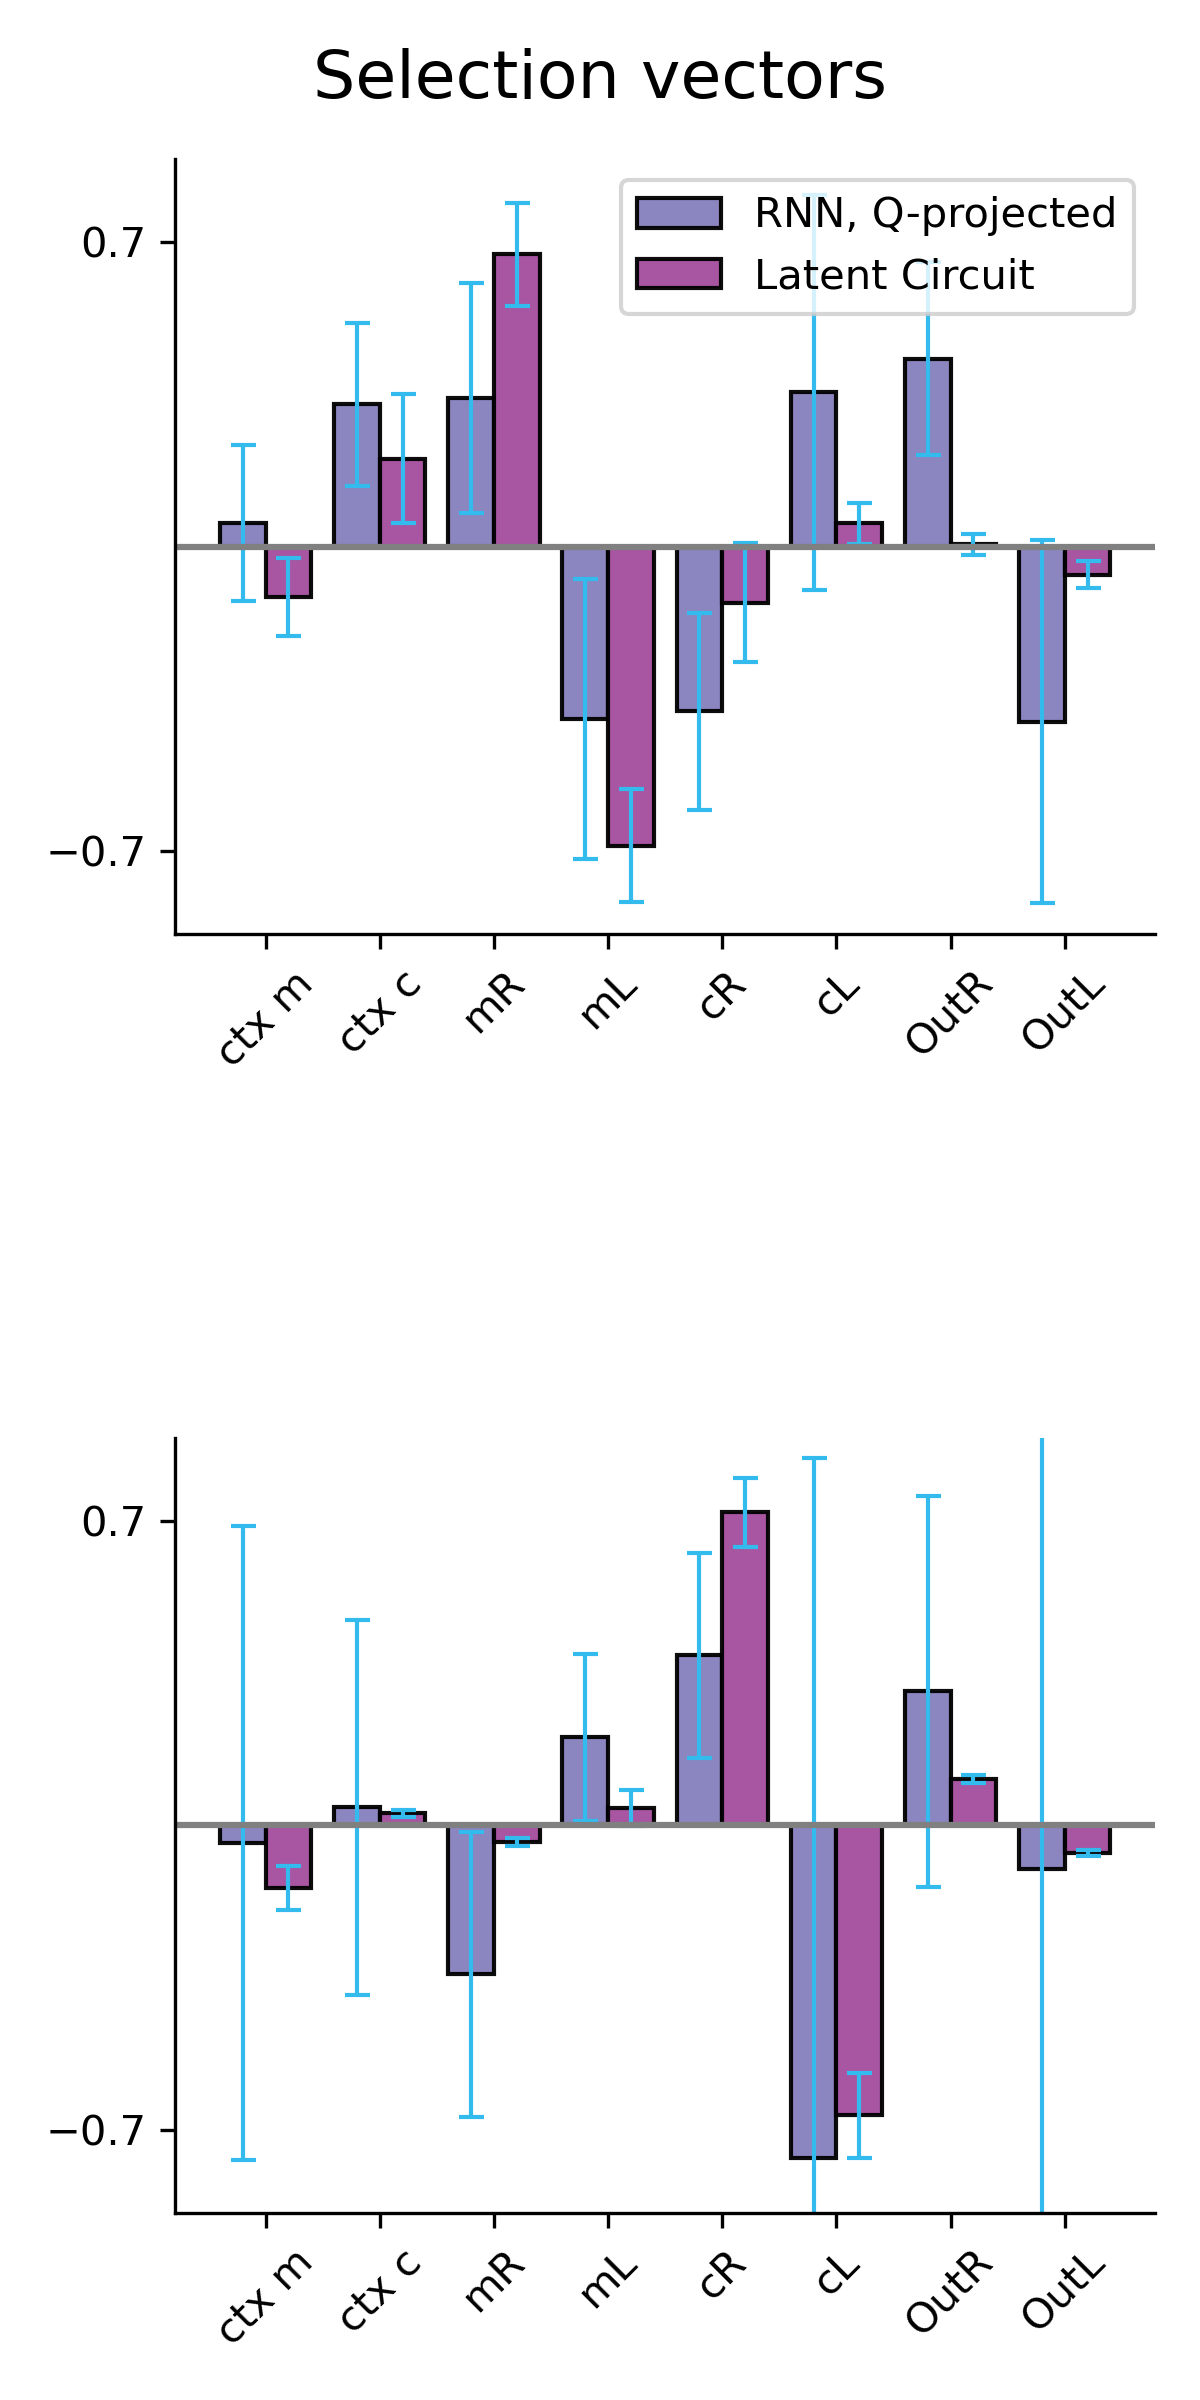 Selection vectors
RNN, Q-projected
Latent Circuit
0.7
−0.7
ctx m
ctx c
mR
mL
cR
cL
OutR
OutL
0.7
−0.7
ctx m
ctx c
mR
mL
cR
cL
OutR
OutL